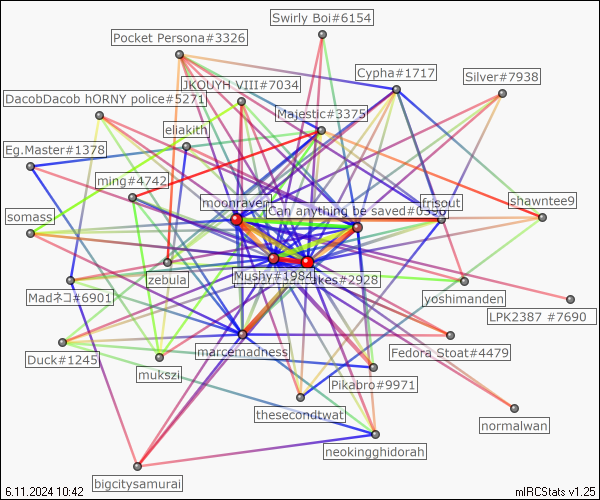 Swirly Boi#6154
Pocket Persona#3326
Cypha#1717
Silver#7938
JKOUYH VIII#7034
DacobDacob hORNY police#5271
Majestic#3375
eliakith
Eg.Master#1378
ming#4742
moonraven
frisout
shawntee9
Can anything be saved#0396
somass
zebula
Mushy#1984
ikes#2928
Madネコ#6901
yoshimanden
LPK2387 #7690
marcemadness
Fedora Stoat#4479
Duck#1245
mukszi
Pikabro#9971
thesecondtwat
normalwan
neokingghidorah
bigcitysamurai
6.11.2024 10:42
mIRCStats v1.25